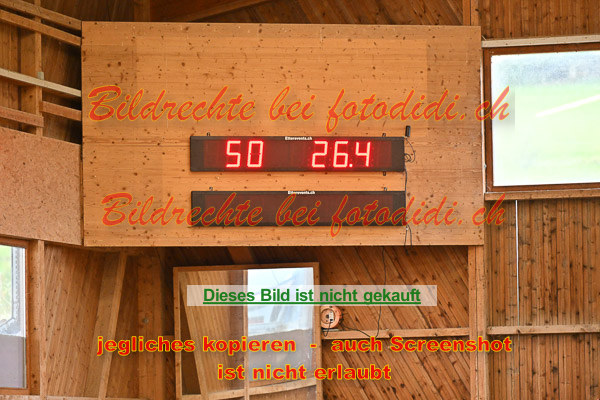 Bildrechte bei fotodidi.ch
50 26.4
Bildrechte bei fotodidi.ch
Dieses Bild ist nicht gekauft
jegliches kopieren - auch Screenshot
ist nicht erlaubt